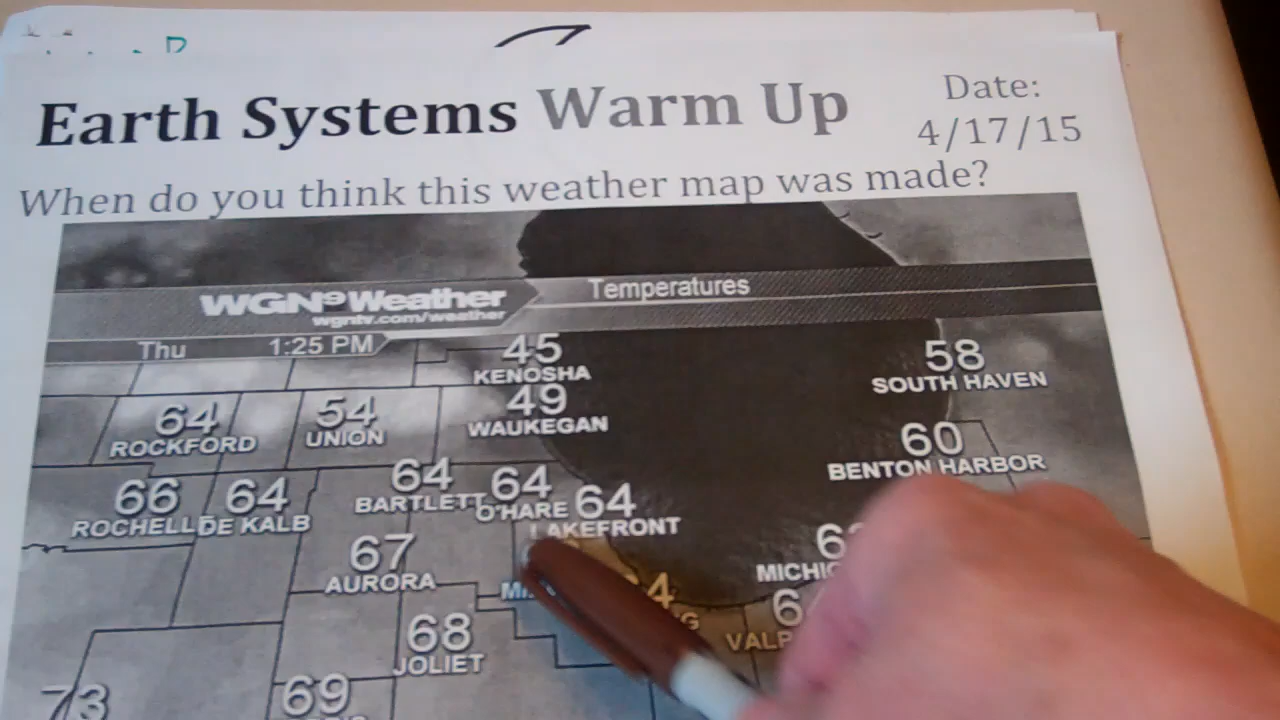 Earth Systems Warm Up
Date:
4/17/15
When do you think this weather map was made?
WGN9 Weather
wgntv.com/weather
Temperatures
Thu 1:25 PM
45
KENOSHA
58
SOUTH HAVEN
64
ROCKFORD
54
UNION
49
WAUKEGAN
60
BENTON HARBOR
66
ROCHELL
64
DE KALB
64
BARTLETT
64
O'HARE
64
LAKEFRONT
67
AURORA
68
JOLIET
73
69